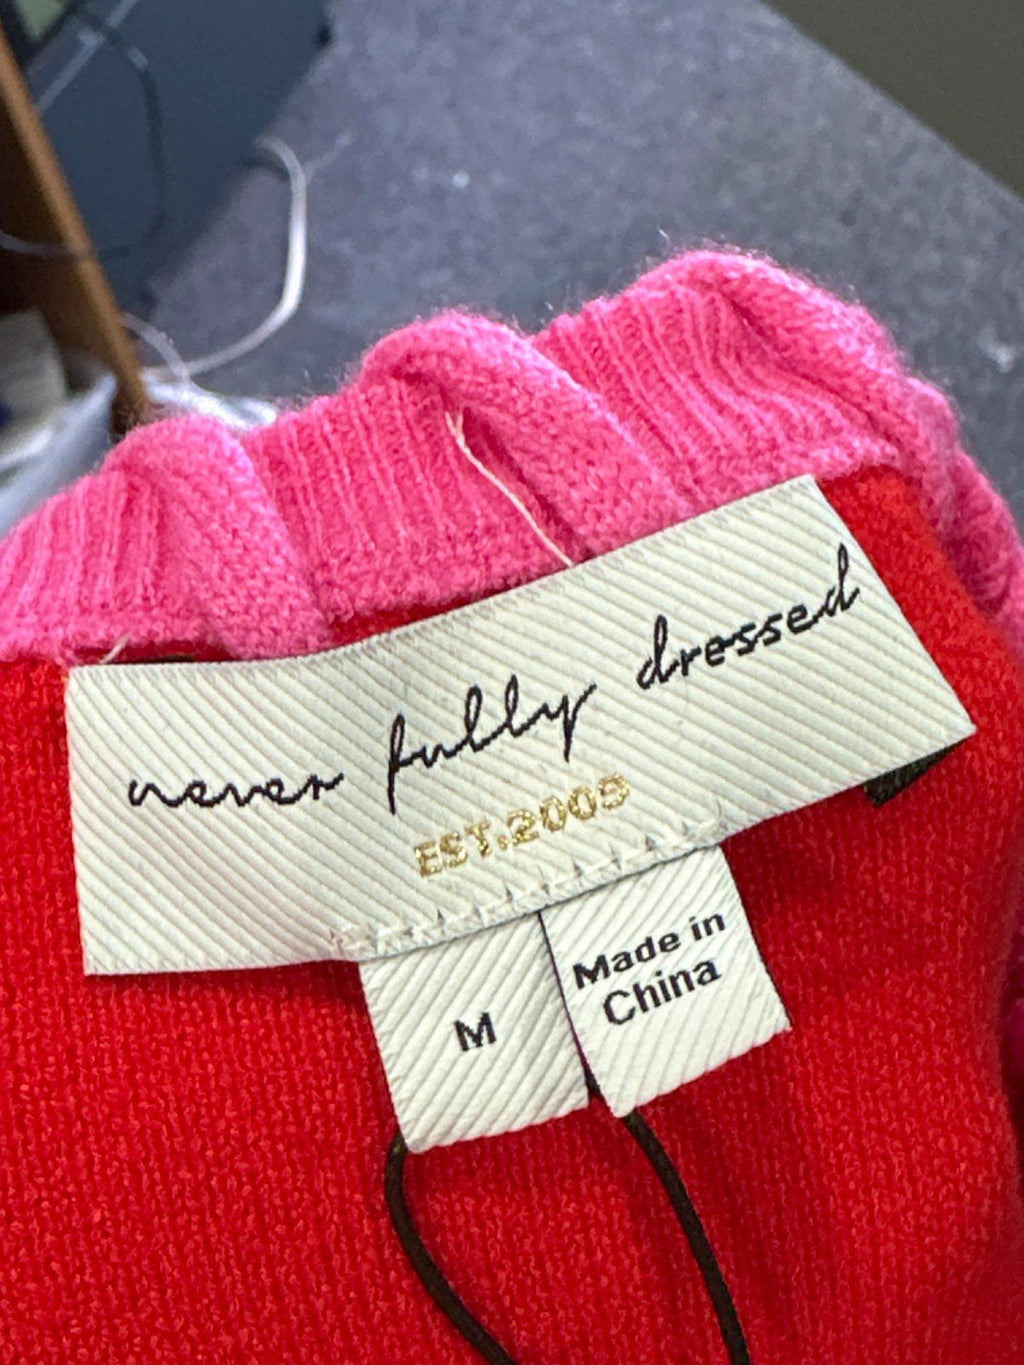 never fully dressed
EST.2009
M
Made in
China